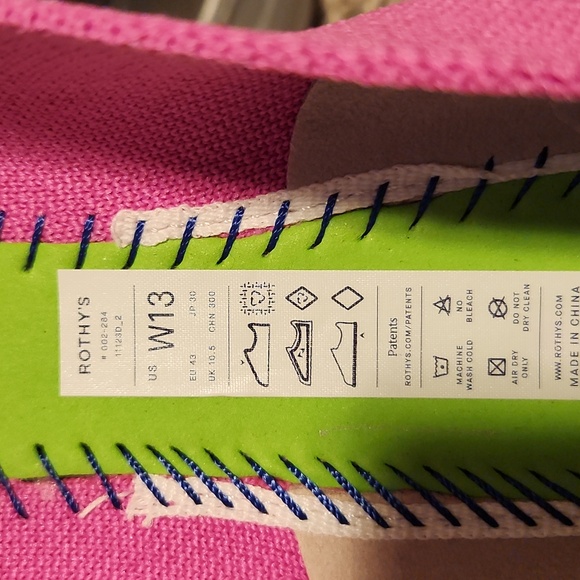 ROTHY'S
# 002-284
11123D_2
US W13
EU 43 JP 30
UK 10.5 CHN 300
Patents
ROTHYS.COM/PATENTS
NO
BLEACH
DO NOT
DRY CLEAN
MACHINE
WASH COLD
AIR DRY
ONLY
WWW.ROTHYS.COM
MADE IN CHINA